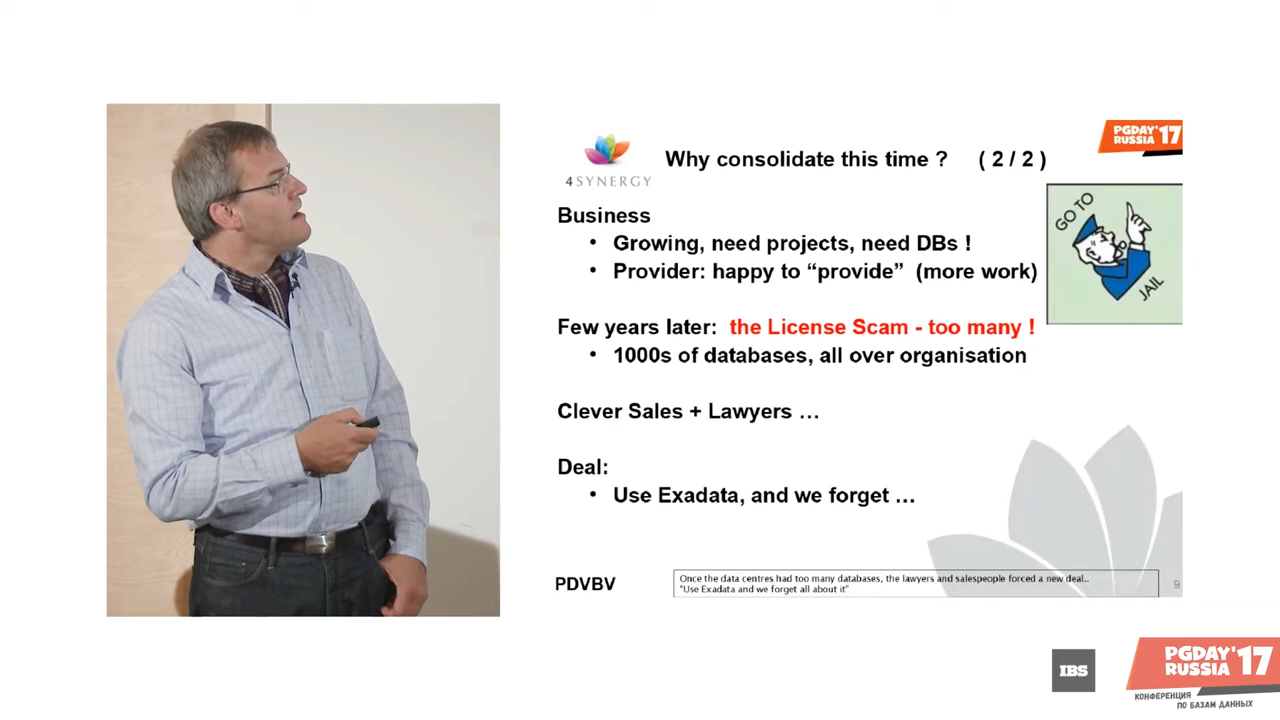 PGDAY'17
RUSSIA
4SYNERGY
Why consolidate this time ? ( 2 / 2 )
GO TO
JAIL
Business
• Growing, need projects, need DBs !
• Provider: happy to “provide” (more work)
Few years later: the License Scam - too many !
• 1000s of databases, all over organisation
Clever Sales + Lawyers …
Deal:
• Use Exadata, and we forget …
PDVBV
Once the data centres had too many databases, the lawyers and salespeople forced a new deal..
"Use Exadata and we forget all about it"
9
IBS
PGDAY'17
RUSSIA
КОНФЕРЕНЦИЯ
ПО БАЗАМ ДАННЫХ